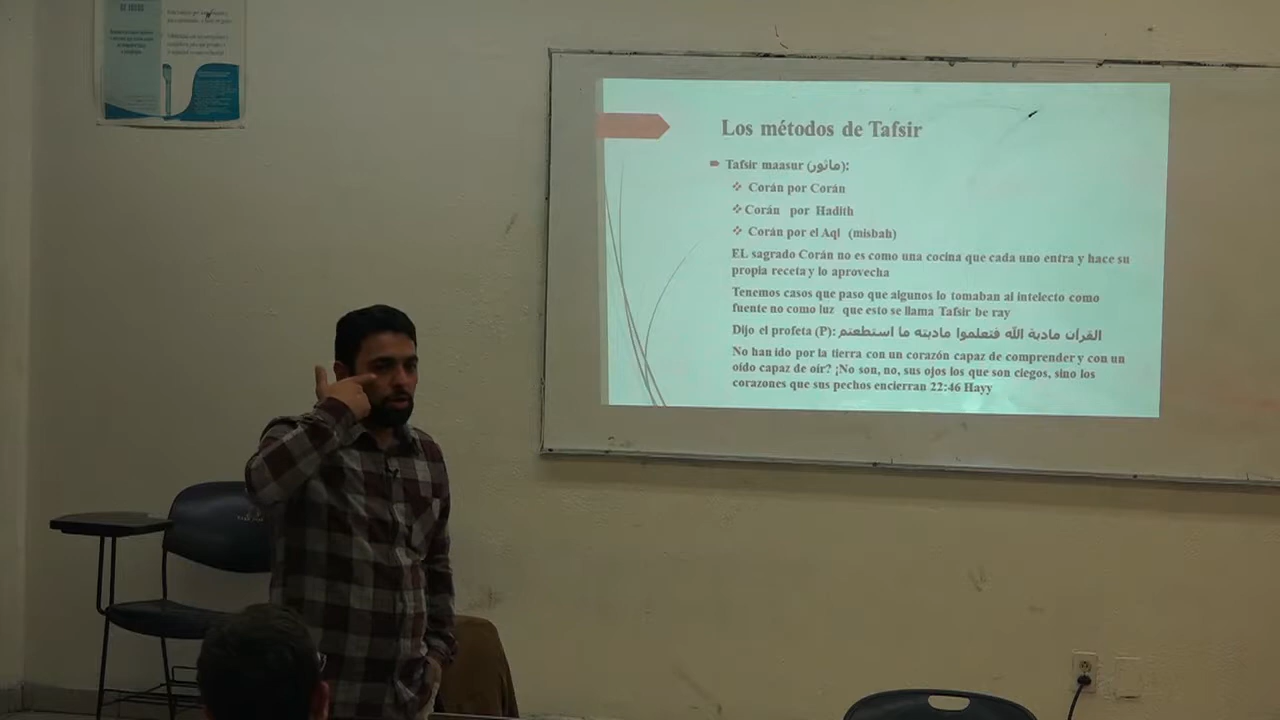 Los métodos de Tafsir
Tafsir maasur (ماثور):
Corán por Corán
Corán por Hadith
Corán por el Aql (misbah)
EL sagrado Corán no es como una cocina que cada uno entra y hace su
propia receta y lo aprovecha
Tenemos casos que paso que algunos lo tomaban al intelecto como
fuente no como luz que esto se llama Tafsir be ray
Dijo el profeta (P): القرآن مادبة الله فتعلموا مادبته ما استطعتم
No han ido por la tierra con un corazón capaz de comprender y con un
oído capaz de oír? ¡No son, no, sus ojos los que son ciegos, sino los
corazones que sus pechos encierran 22:46 Hayy